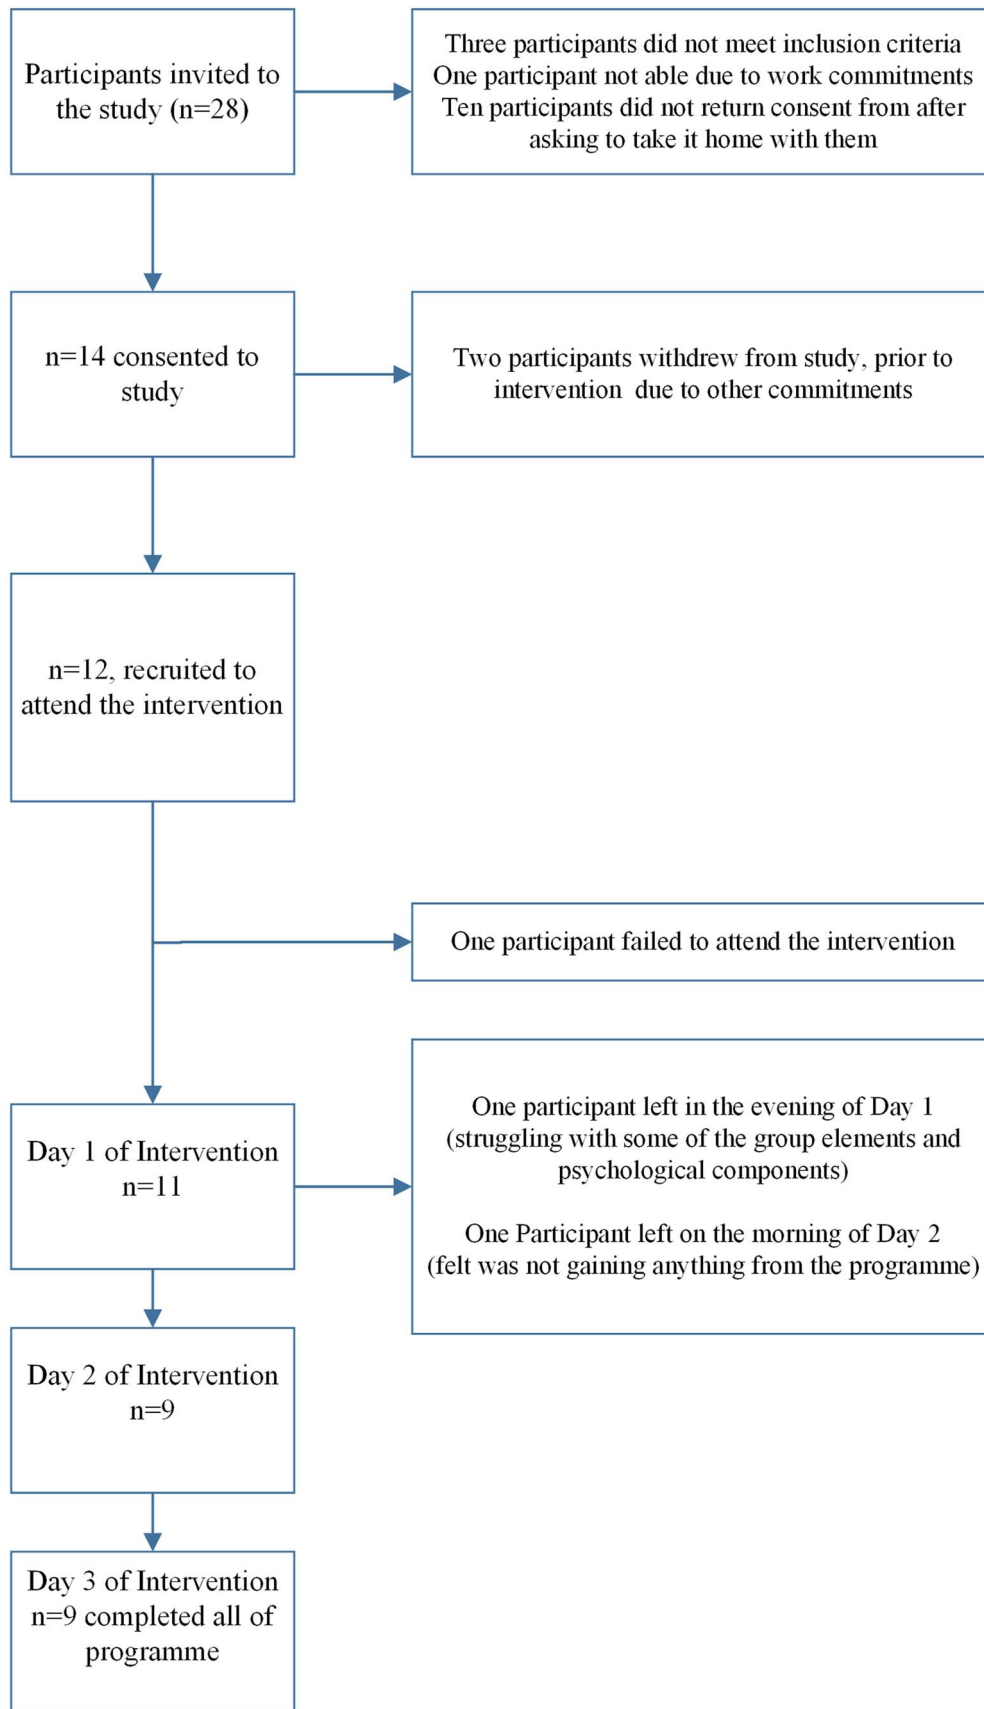 Participants invited to
the study (n=28)
Three participants did not meet inclusion criteria
One participant not able due to work commitments
Ten participants did not return consent from after
asking to take it home with them
n=14 consented to
study
Two participants withdrew from study, prior to
intervention due to other commitments
n=12, recruited to
attend the intervention
One participant failed to attend the intervention
Day 1 of Intervention
n=11
One participant left in the evening of Day 1
(struggling with some of the group elements and
psychological components)
One Participant left on the morning of Day 2
(felt was not gaining anything from the programme)
Day 2 of Intervention
n=9
Day 3 of Intervention
n=9 completed all of
programme